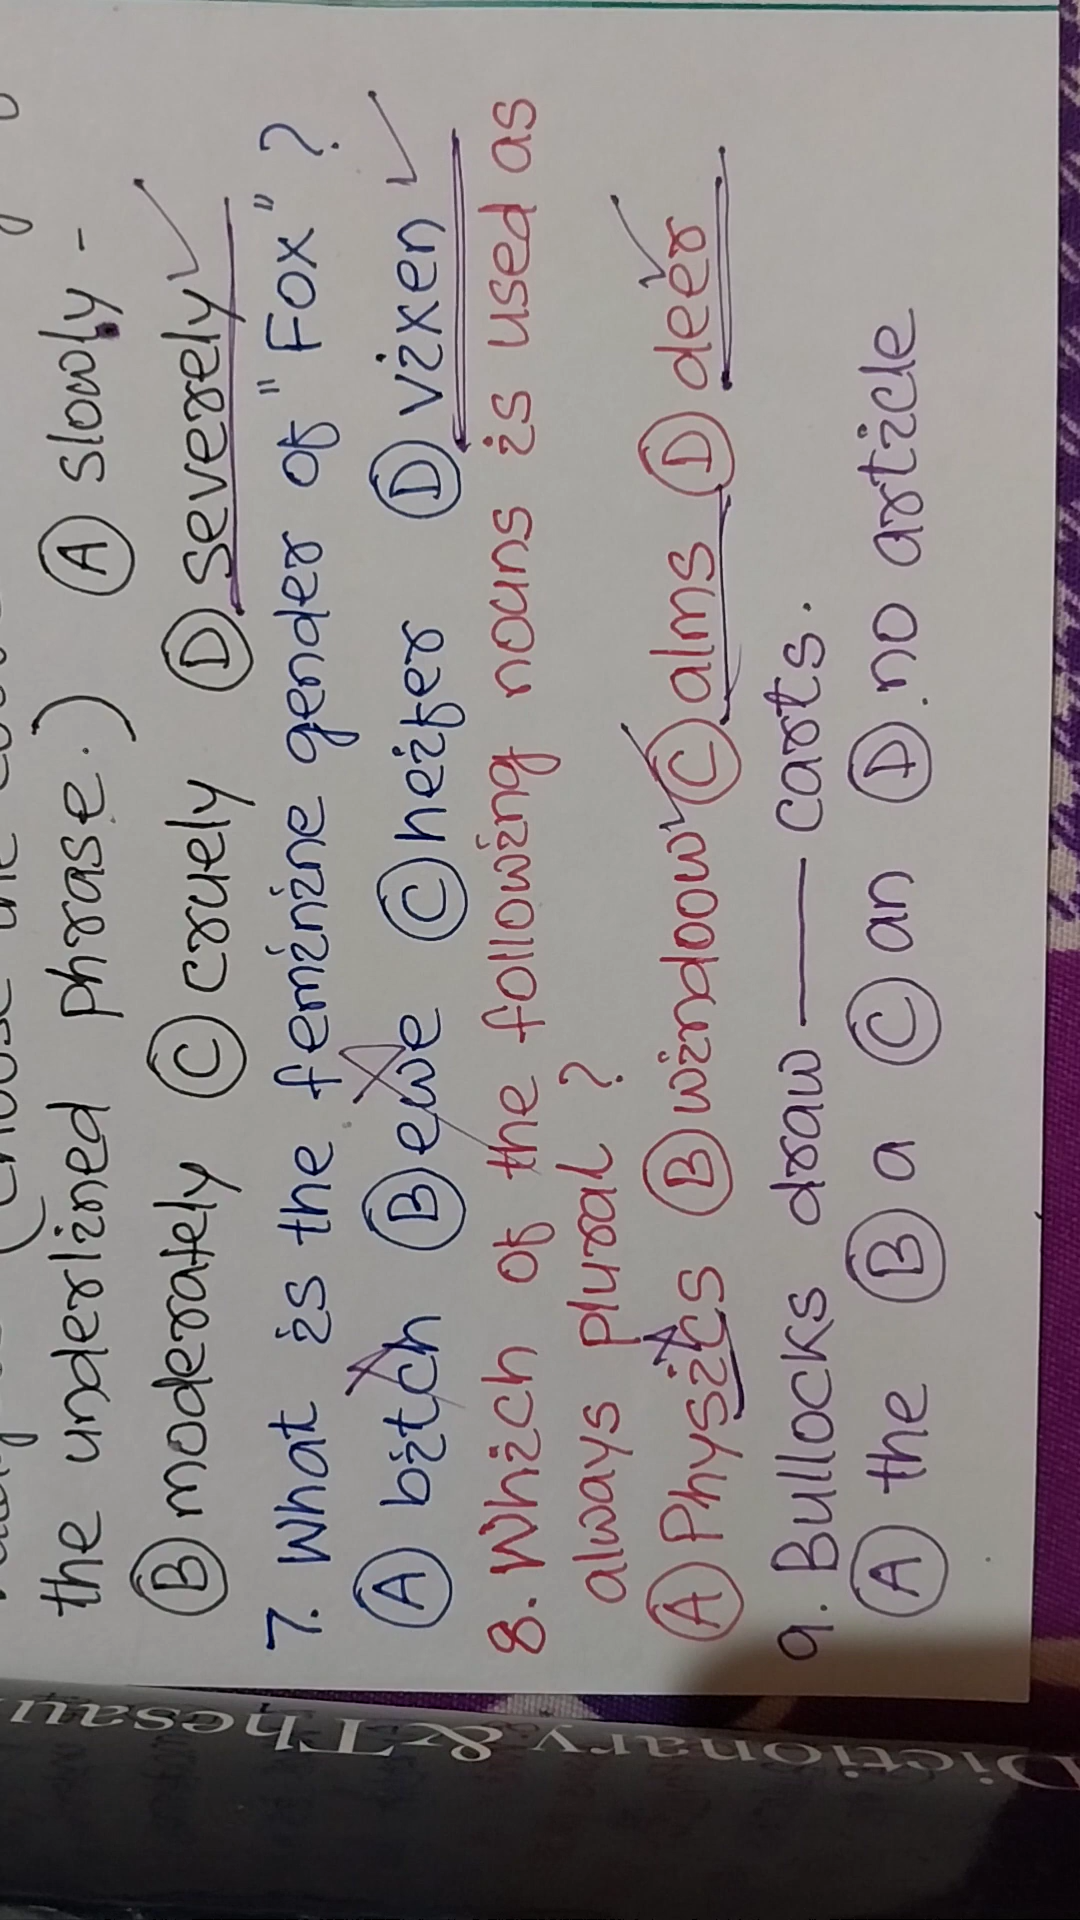 the underlined phrase.) Ⓐ slowly -
Ⓑ moderately Ⓒ cruely Ⓓ severely
7. What is the feminine gender of "Fox" ?
Ⓐ bitch Ⓑ ewe Ⓒ heifer Ⓓ vixen
8. Which of the following nouns is used as
always plural ?
Ⓐ Physics Ⓑ windoow Ⓒ alms Ⓓ deer
9. Bullocks draw — carts.
Ⓐ the Ⓑ a Ⓒ an Ⓓ no article
Dictionary & Thesau